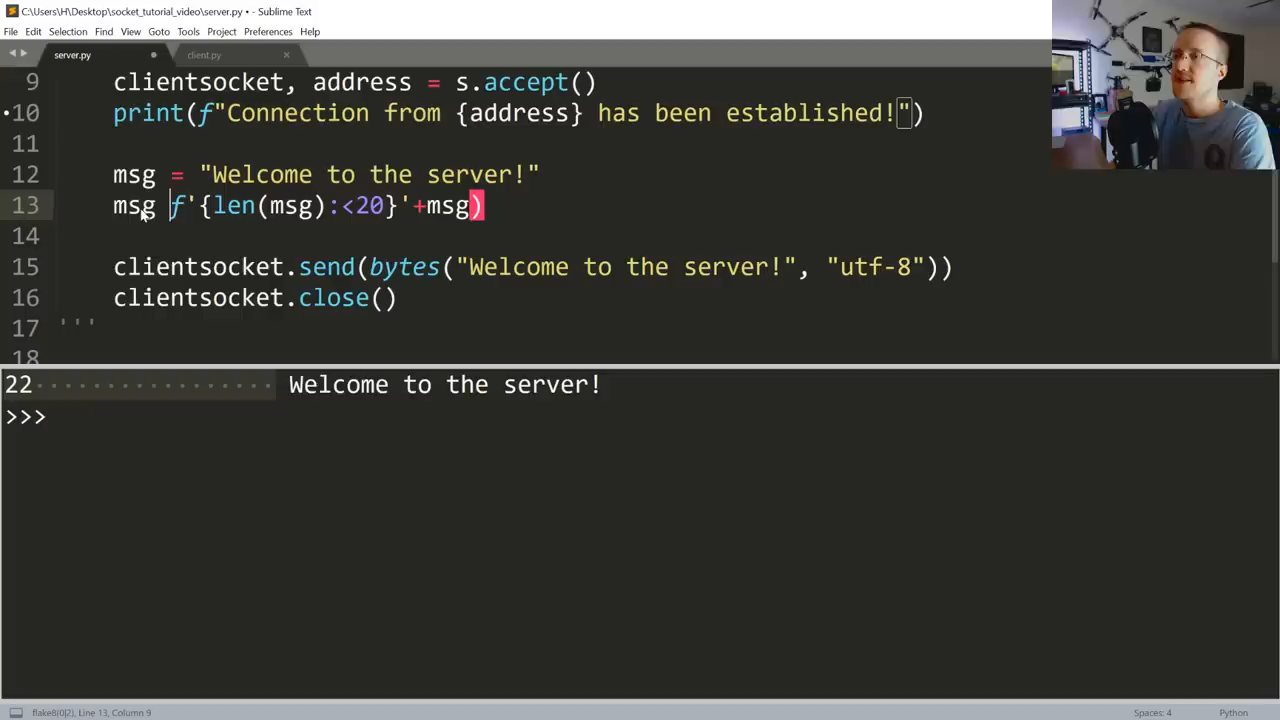 C:\Users\H\Desktop\socket_tutorial_video\server.py • - Sublime Text
File Edit Selection View Goto Tools Project Preferences Help
server.py client.py
9 clientsocket, address = s.accept()
10 print(f"Connection from {address} has been established!")
11
12 msg = "Welcome to the server!"
13 msg f'{len(msg):<20}'+msg)
14
15 clientsocket.send(bytes("Welcome to the server!", "utf-8"))
16 clientsocket.close()
17 '''
18
22·················· Welcome to the server!
>>>
flake8(0|2), Line 13, Column 9 Spaces: 4 Python